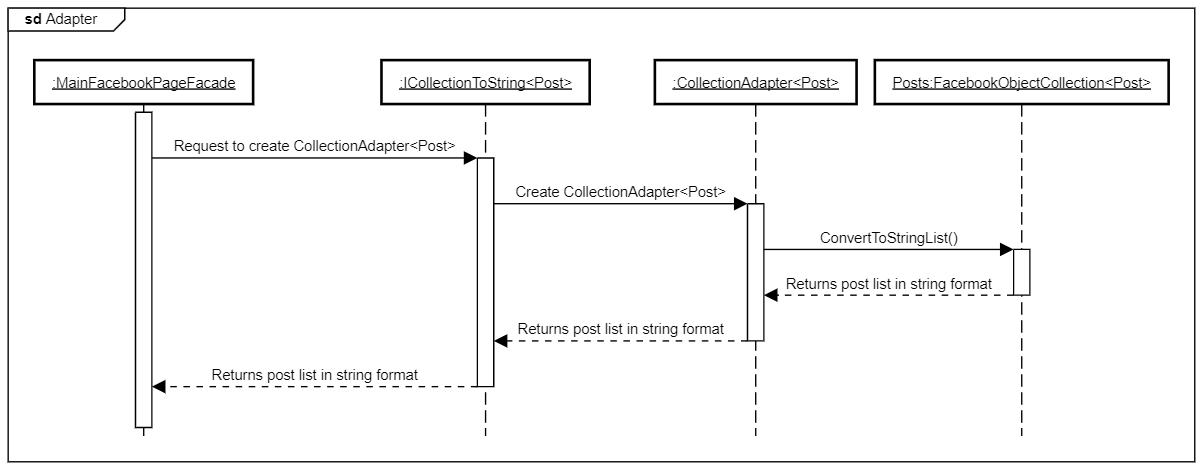 sd Adapter
:MainFacebookPageFacade
:ICollectionToString<Post>
:CollectionAdapter<Post>
Posts:FacebookObjectCollection<Post>
Request to create CollectionAdapter<Post>
Create CollectionAdapter<Post>
ConvertToStringList()
Returns post list in string format
Returns post list in string format
Returns post list in string format